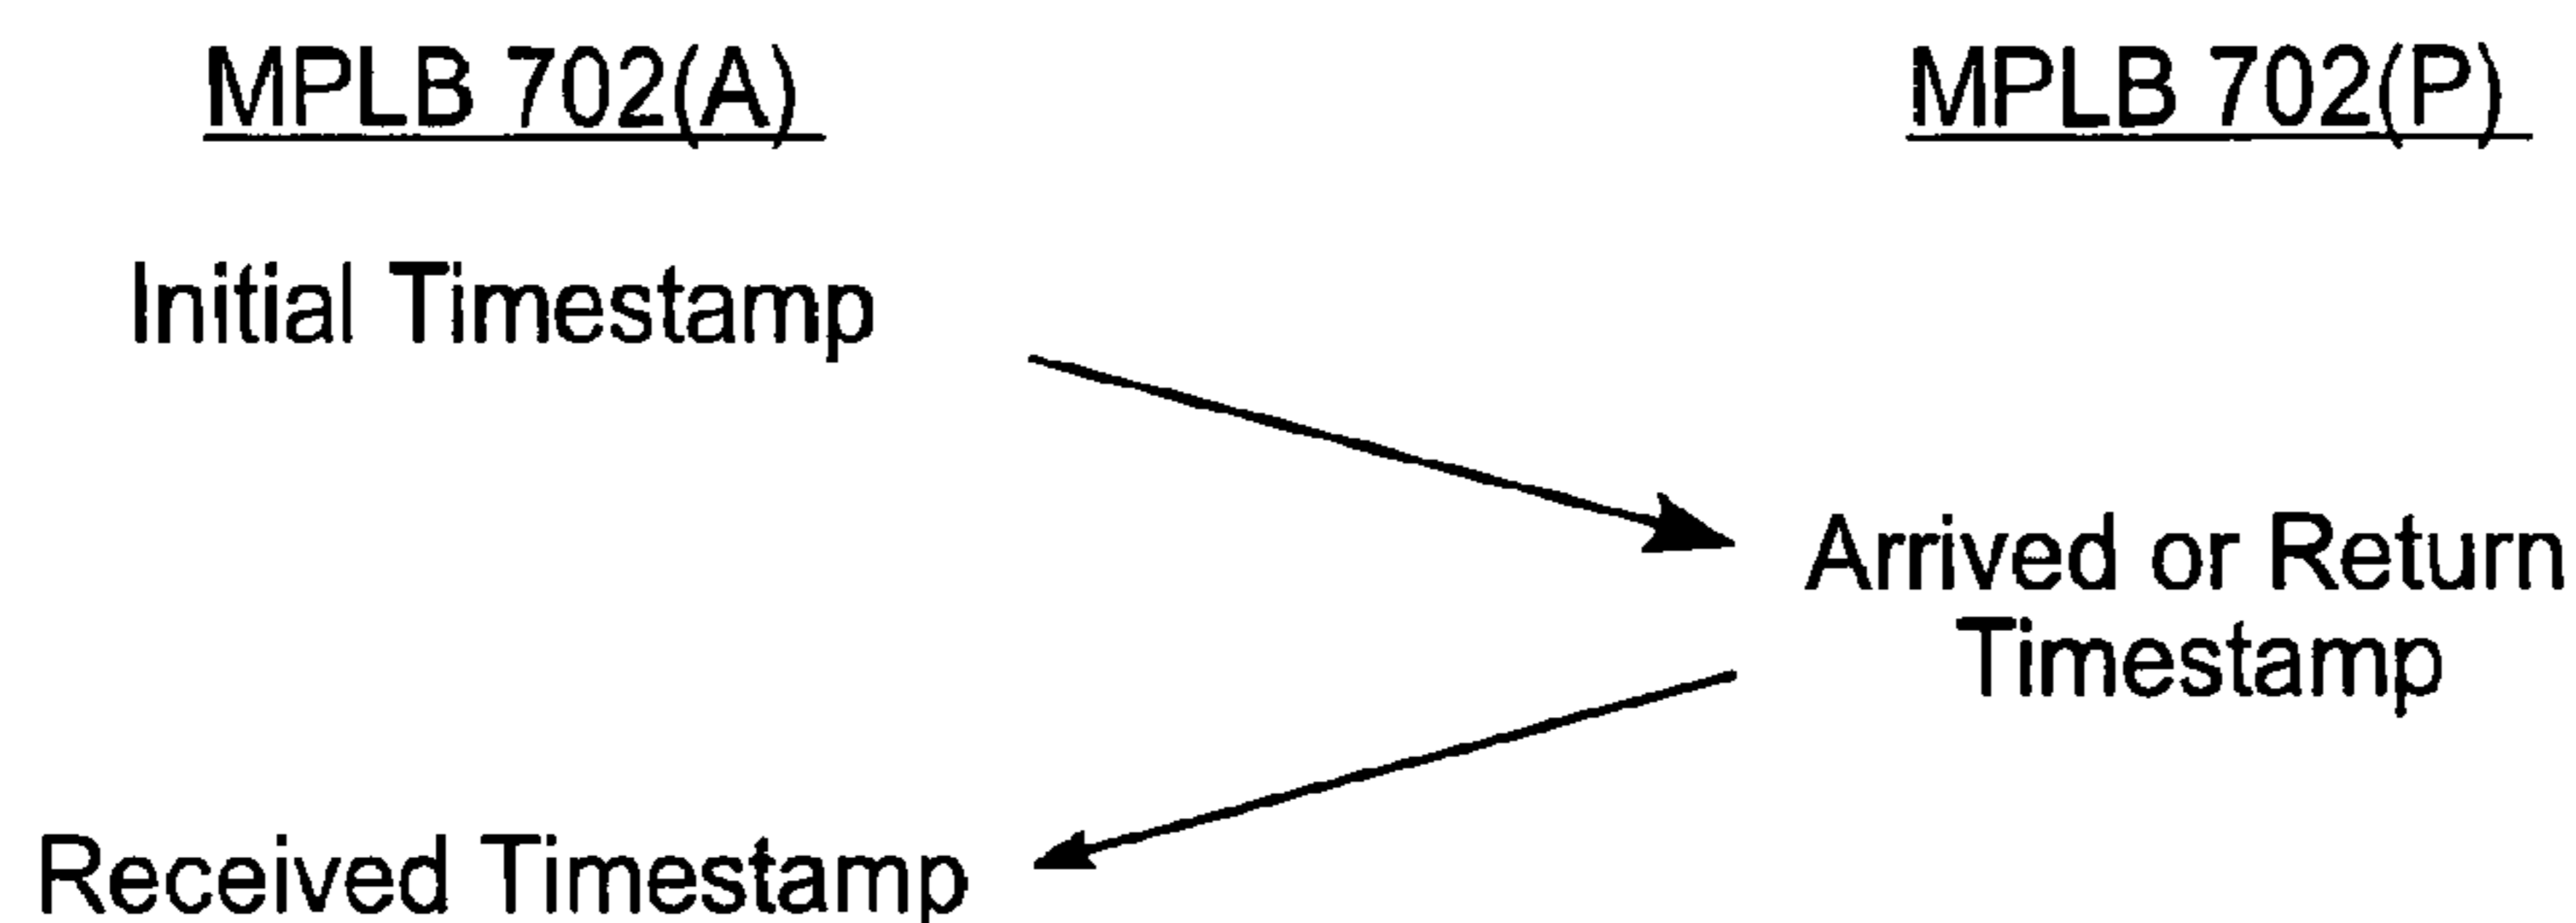 MPLB 702(A)
MPLB 702(P)
Initial Timestamp
Arrived or Return
Timestamp
Received Timestamp